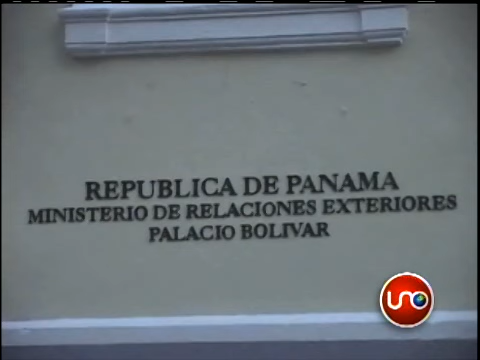 REPUBLICA DE PANAMA
MINISTERIO DE RELACIONES EXTERIORES
PALACIO BOLIVAR
uno